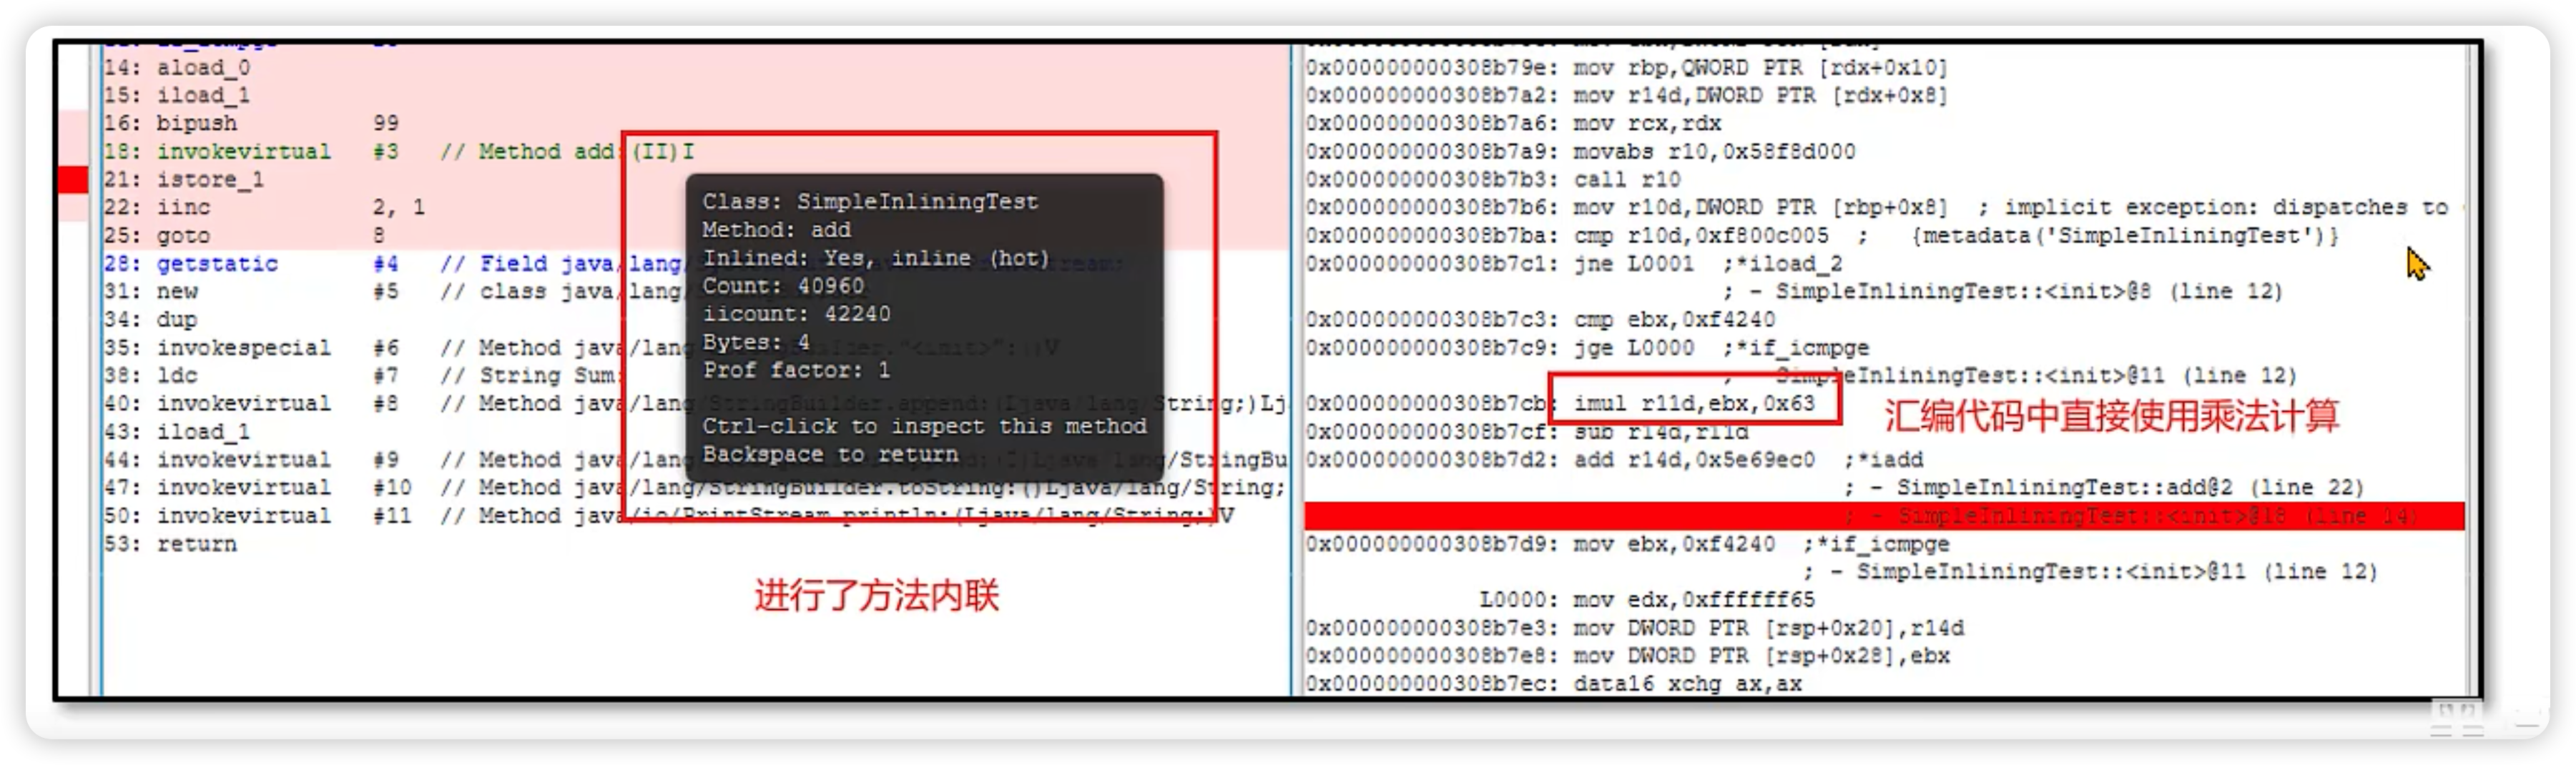 14: aload_0
15: iload_1
16: bipush 99
18: invokevirtual #3 // Method add:(II)I
21: istore_1
22: iinc 2, 1
25: goto 8
28: getstatic #4 // Field java/lang/
31: new #5 // class java/lang/
34: dup
35: invokespecial #6 // Method java/lang "<init>":()V
38: ldc #7 // String Sum:
40: invokevirtual #8 // Method java/lang/StringBuilder.append:(Ljava/lang/String;)Lj
43: iload_1
44: invokevirtual #9 // Method java/lang /StringBu
47: invokevirtual #10 // Method java/lang/StringBuilder.toString:()Ljava/lang/String;
50: invokevirtual #11 // Method java/io/PrintStream.println:(Ljava/lang/String;)V
53: return
Class: SimpleInliningTest
Method: add
Inlined: Yes, inline (hot)
Count: 40960
iicount: 42240
Bytes: 4
Prof factor: 1
Ctrl-click to inspect this method
Backspace to return
进行了方法内联
0x000000000308b79e: mov rbp,QWORD PTR [rdx+0x10]
0x000000000308b7a2: mov r14d,DWORD PTR [rdx+0x8]
0x000000000308b7a6: mov rcx,rdx
0x000000000308b7a9: movabs r10,0x58f8d000
0x000000000308b7b3: call r10
0x000000000308b7b6: mov r10d,DWORD PTR [rbp+0x8] ; implicit exception: dispatches to
0x000000000308b7ba: cmp r10d,0xf800c005 ; {metadata('SimpleInliningTest')}
0x000000000308b7c1: jne L0001 ;*iload_2
; - SimpleInliningTest::<init>@8 (line 12)
0x000000000308b7c3: cmp ebx,0xf4240
0x000000000308b7c9: jge L0000 ;*if_icmpge
; SimpleInliningTest::<init>@11 (line 12)
0x000000000308b7cb: imul r11d,ebx,0x63
汇编代码中直接使用乘法计算
0x000000000308b7cf: sub r14d,r11d
0x000000000308b7d2: add r14d,0x5e69ec0 ;*iadd
; - SimpleInliningTest::add@2 (line 22)
; - SimpleInliningTest::<init>@18 (line 14)
0x000000000308b7d9: mov ebx,0xf4240 ;*if_icmpge
; - SimpleInliningTest::<init>@11 (line 12)
L0000: mov edx,0xffffff65
0x000000000308b7e3: mov DWORD PTR [rsp+0x20],r14d
0x000000000308b7e8: mov DWORD PTR [rsp+0x28],ebx
0x000000000308b7ec: data16 xchg ax,ax